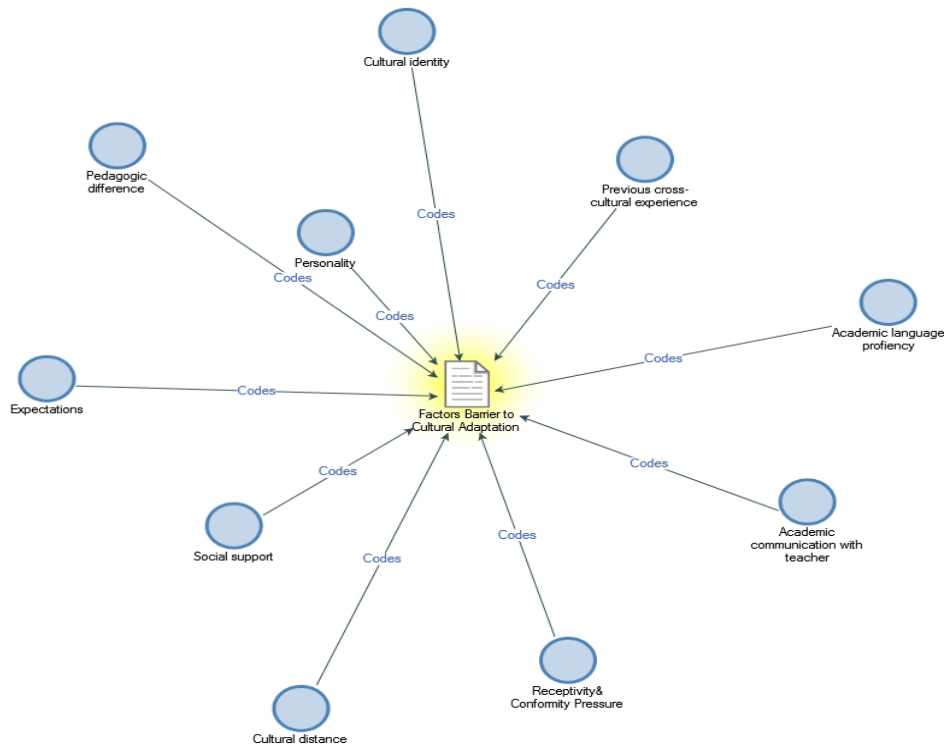 Cultural identity
Pedagogic
difference
Previous cross-
cultural experience
Codes
Personality
Codes
Codes
Codes
Academic language
profiency
Codes
Codes
Expectations
Codes
Factors Barrier to
Cultural Adaptation
Codes
Codes
Social support
Codes
Codes
Academic
communication with
teacher
Receptivity&
Conformity Pressure
Cultural distance